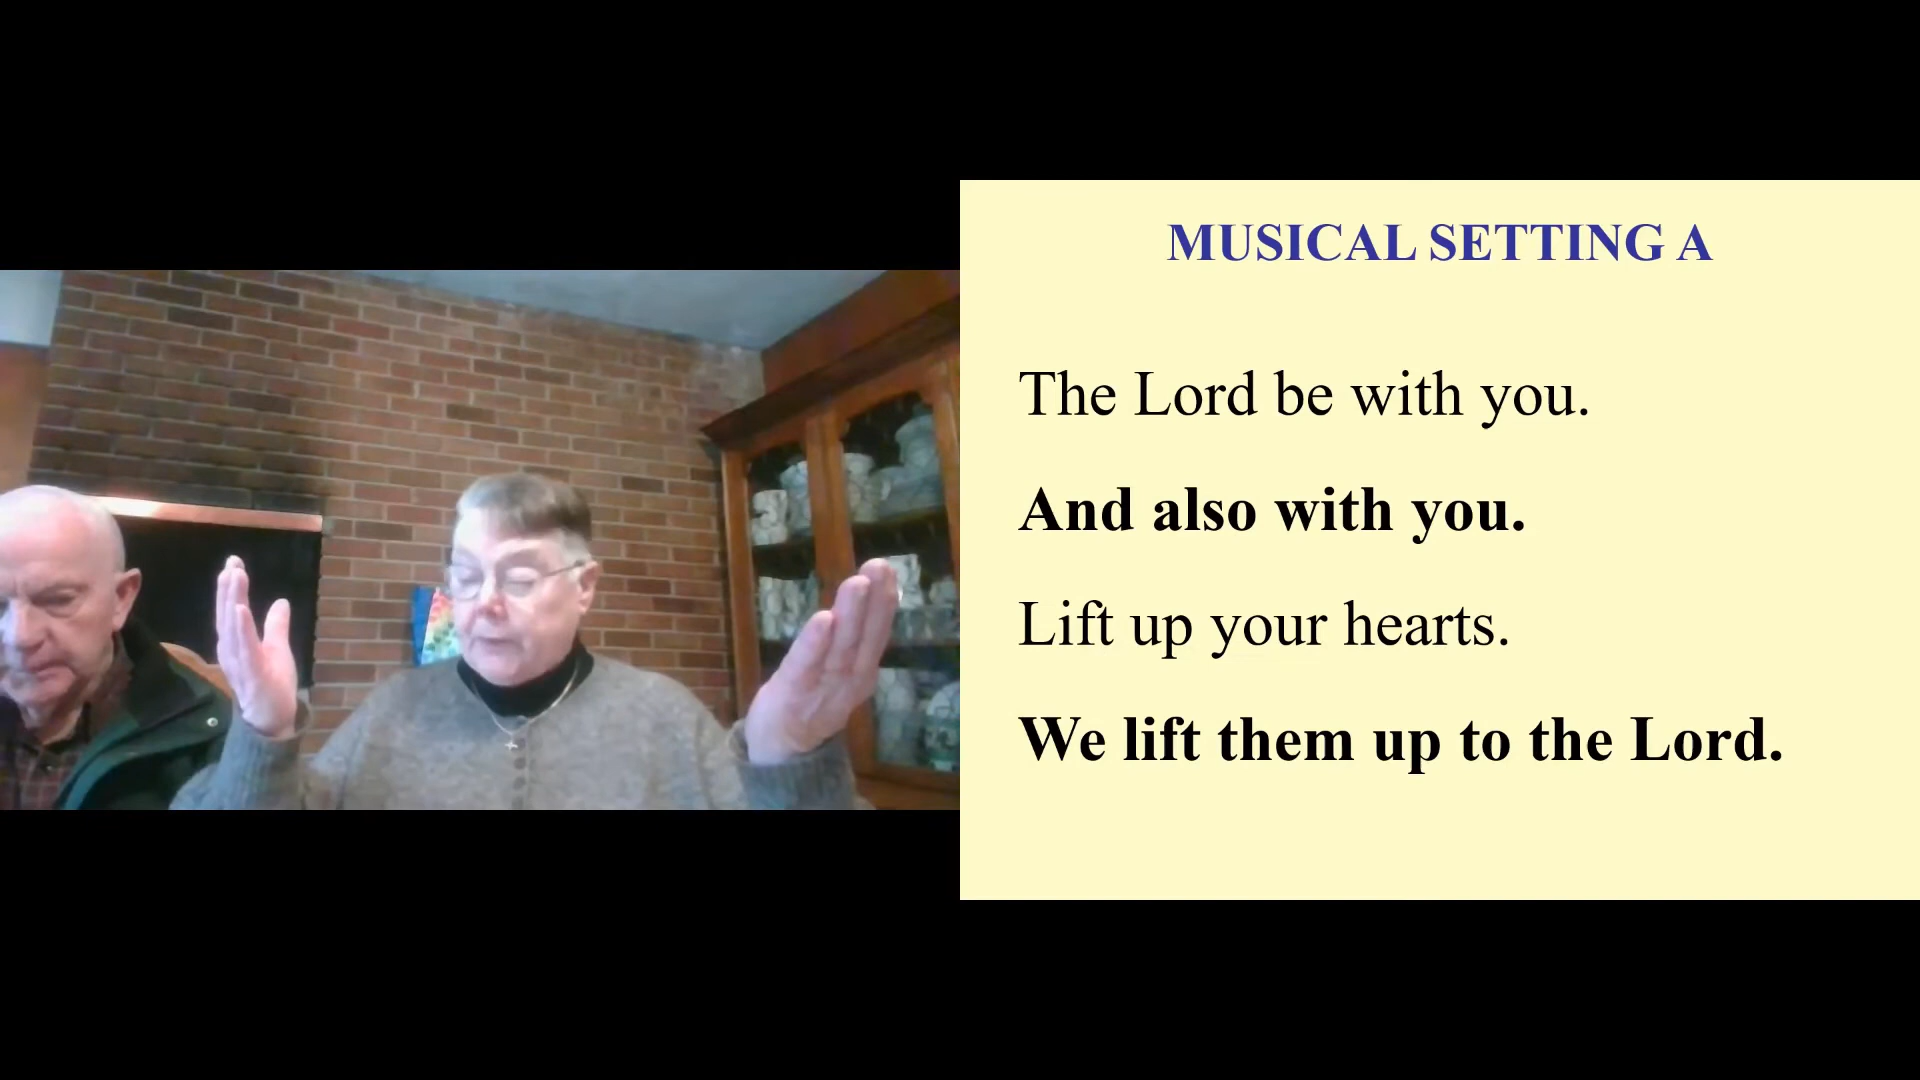 MUSICAL SETTING A
The Lord be with you.
And also with you.
Lift up your hearts.
We lift them up to the Lord.